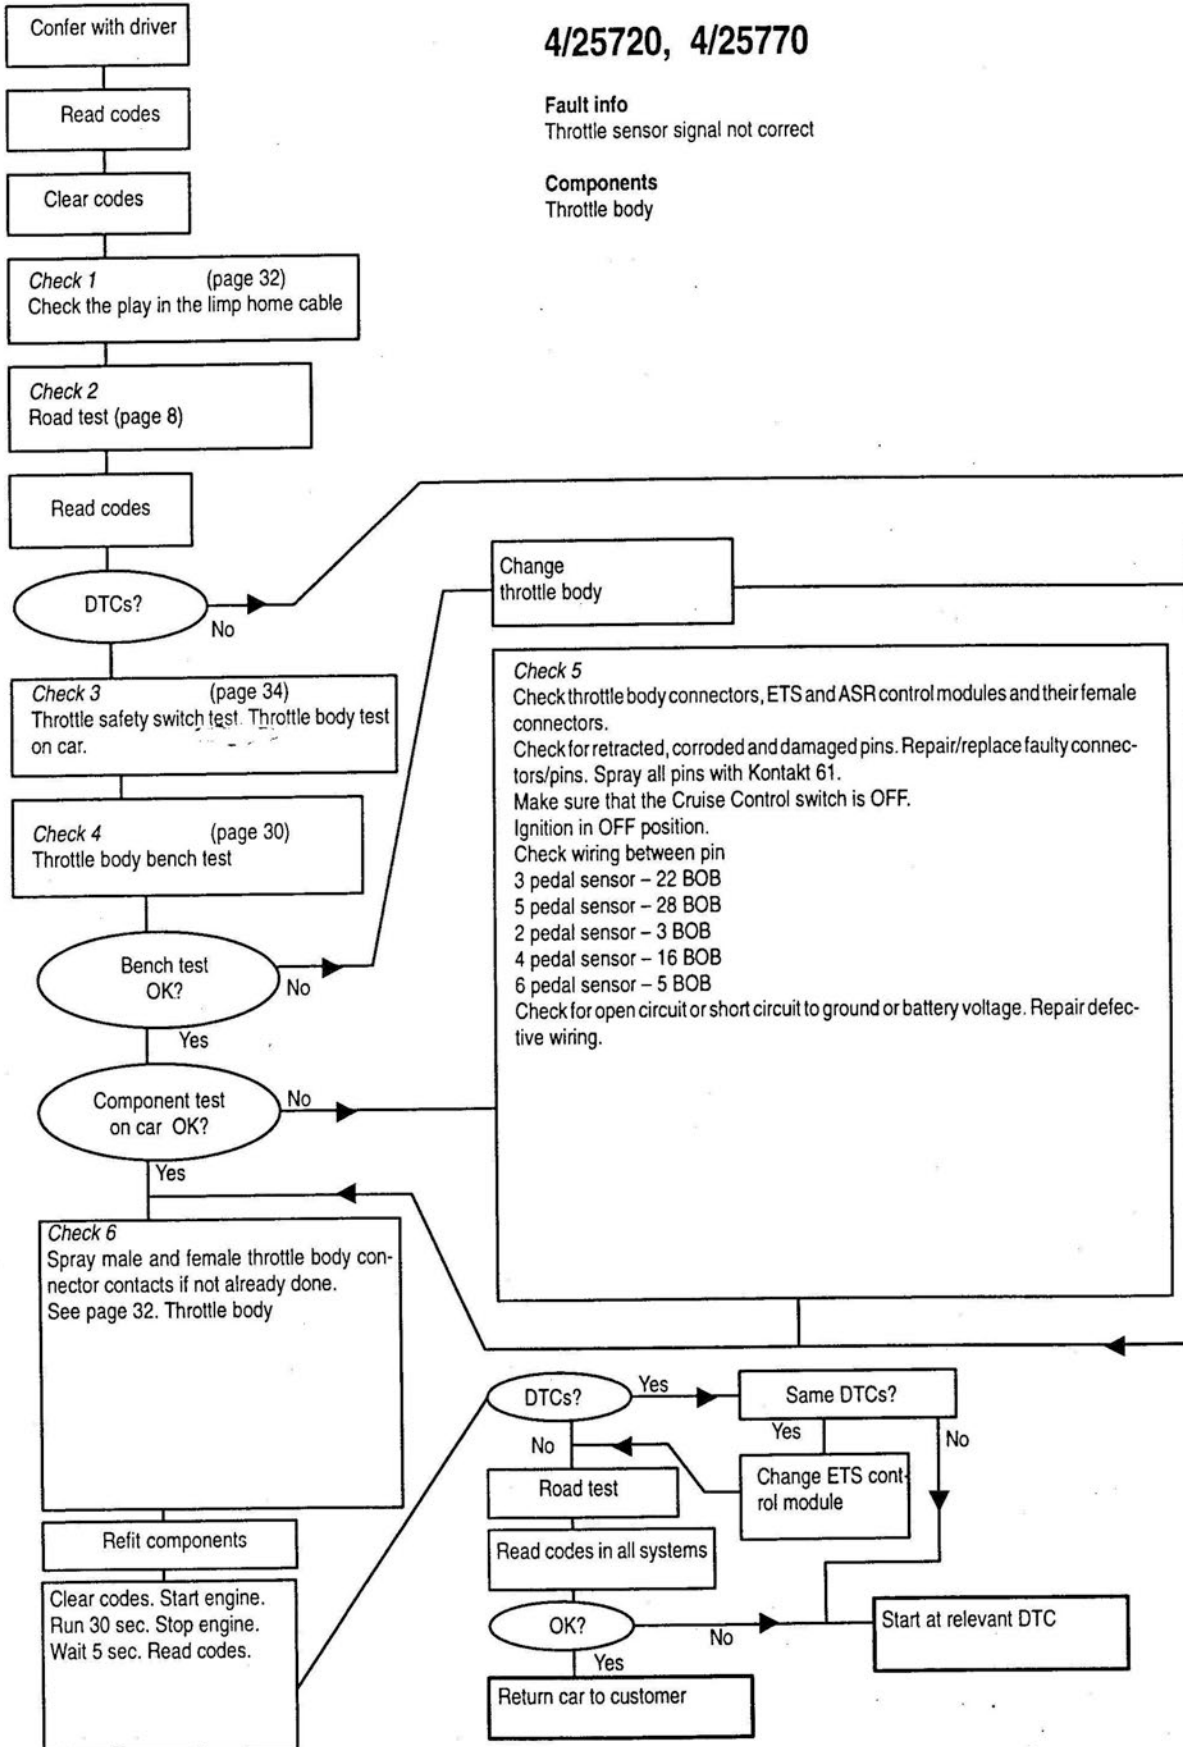 Confer with driver
4/25720, 4/25770
Read codes
Fault info
Throttle sensor signal not correct
Clear codes
Components
Throttle body
Check 1 (page 32)
Check the play in the limp home cable
Check 2
Road test (page 8)
Read codes
DTCs?
No
Change
throttle body
Check 3 (page 34)
Throttle safety switch test. Throttle body test
on car.
Check 4 (page 30)
Throttle body bench test
Bench test
OK?
No
Yes
Component test
on car OK?
No
Yes
Check 5
Check throttle body connectors, ETS and ASR control modules and their female
connectors.
Check for retracted, corroded and damaged pins. Repair/replace faulty connec-
tors/pins. Spray all pins with Kontakt 61.
Make sure that the Cruise Control switch is OFF.
Ignition in OFF position.
Check wiring between pin
3 pedal sensor – 22 BOB
5 pedal sensor – 28 BOB
2 pedal sensor – 3 BOB
4 pedal sensor – 16 BOB
6 pedal sensor – 5 BOB
Check for open circuit or short circuit to ground or battery voltage. Repair defec-
tive wiring.
Check 6
Spray male and female throttle body con-
nector contacts if not already done.
See page 32. Throttle body
Refit components
Clear codes. Start engine.
Run 30 sec. Stop engine.
Wait 5 sec. Read codes.
DTCs?
Yes
Same DTCs?
No
Yes
No
Change ETS cont-
rol module
Road test
Read codes in all systems
OK?
No
Start at relevant DTC
Yes
Return car to customer